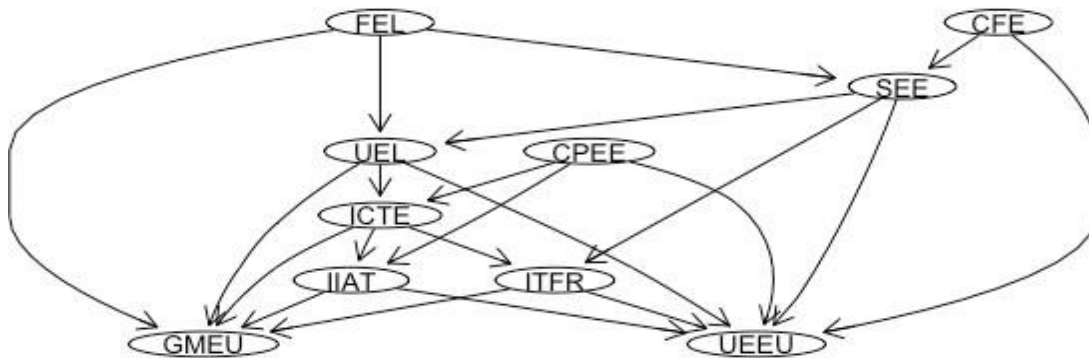 FEL CFE
SEE
UEL CPEE
ICTE
IIAT ITFR
GMEU UEEU